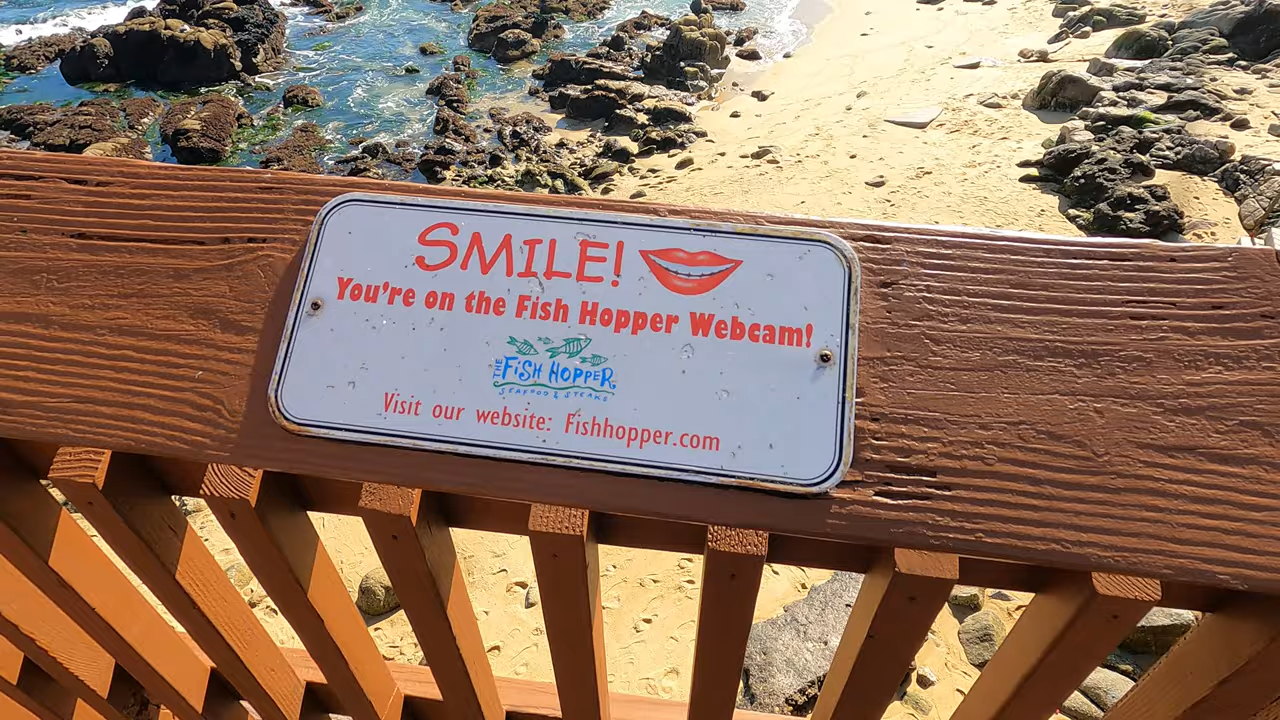 SMILE!
You're on the Fish Hopper Webcam!
THE FISH HOPPER
SEAFOOD & STEAKS
Visit our website: Fishhopper.com